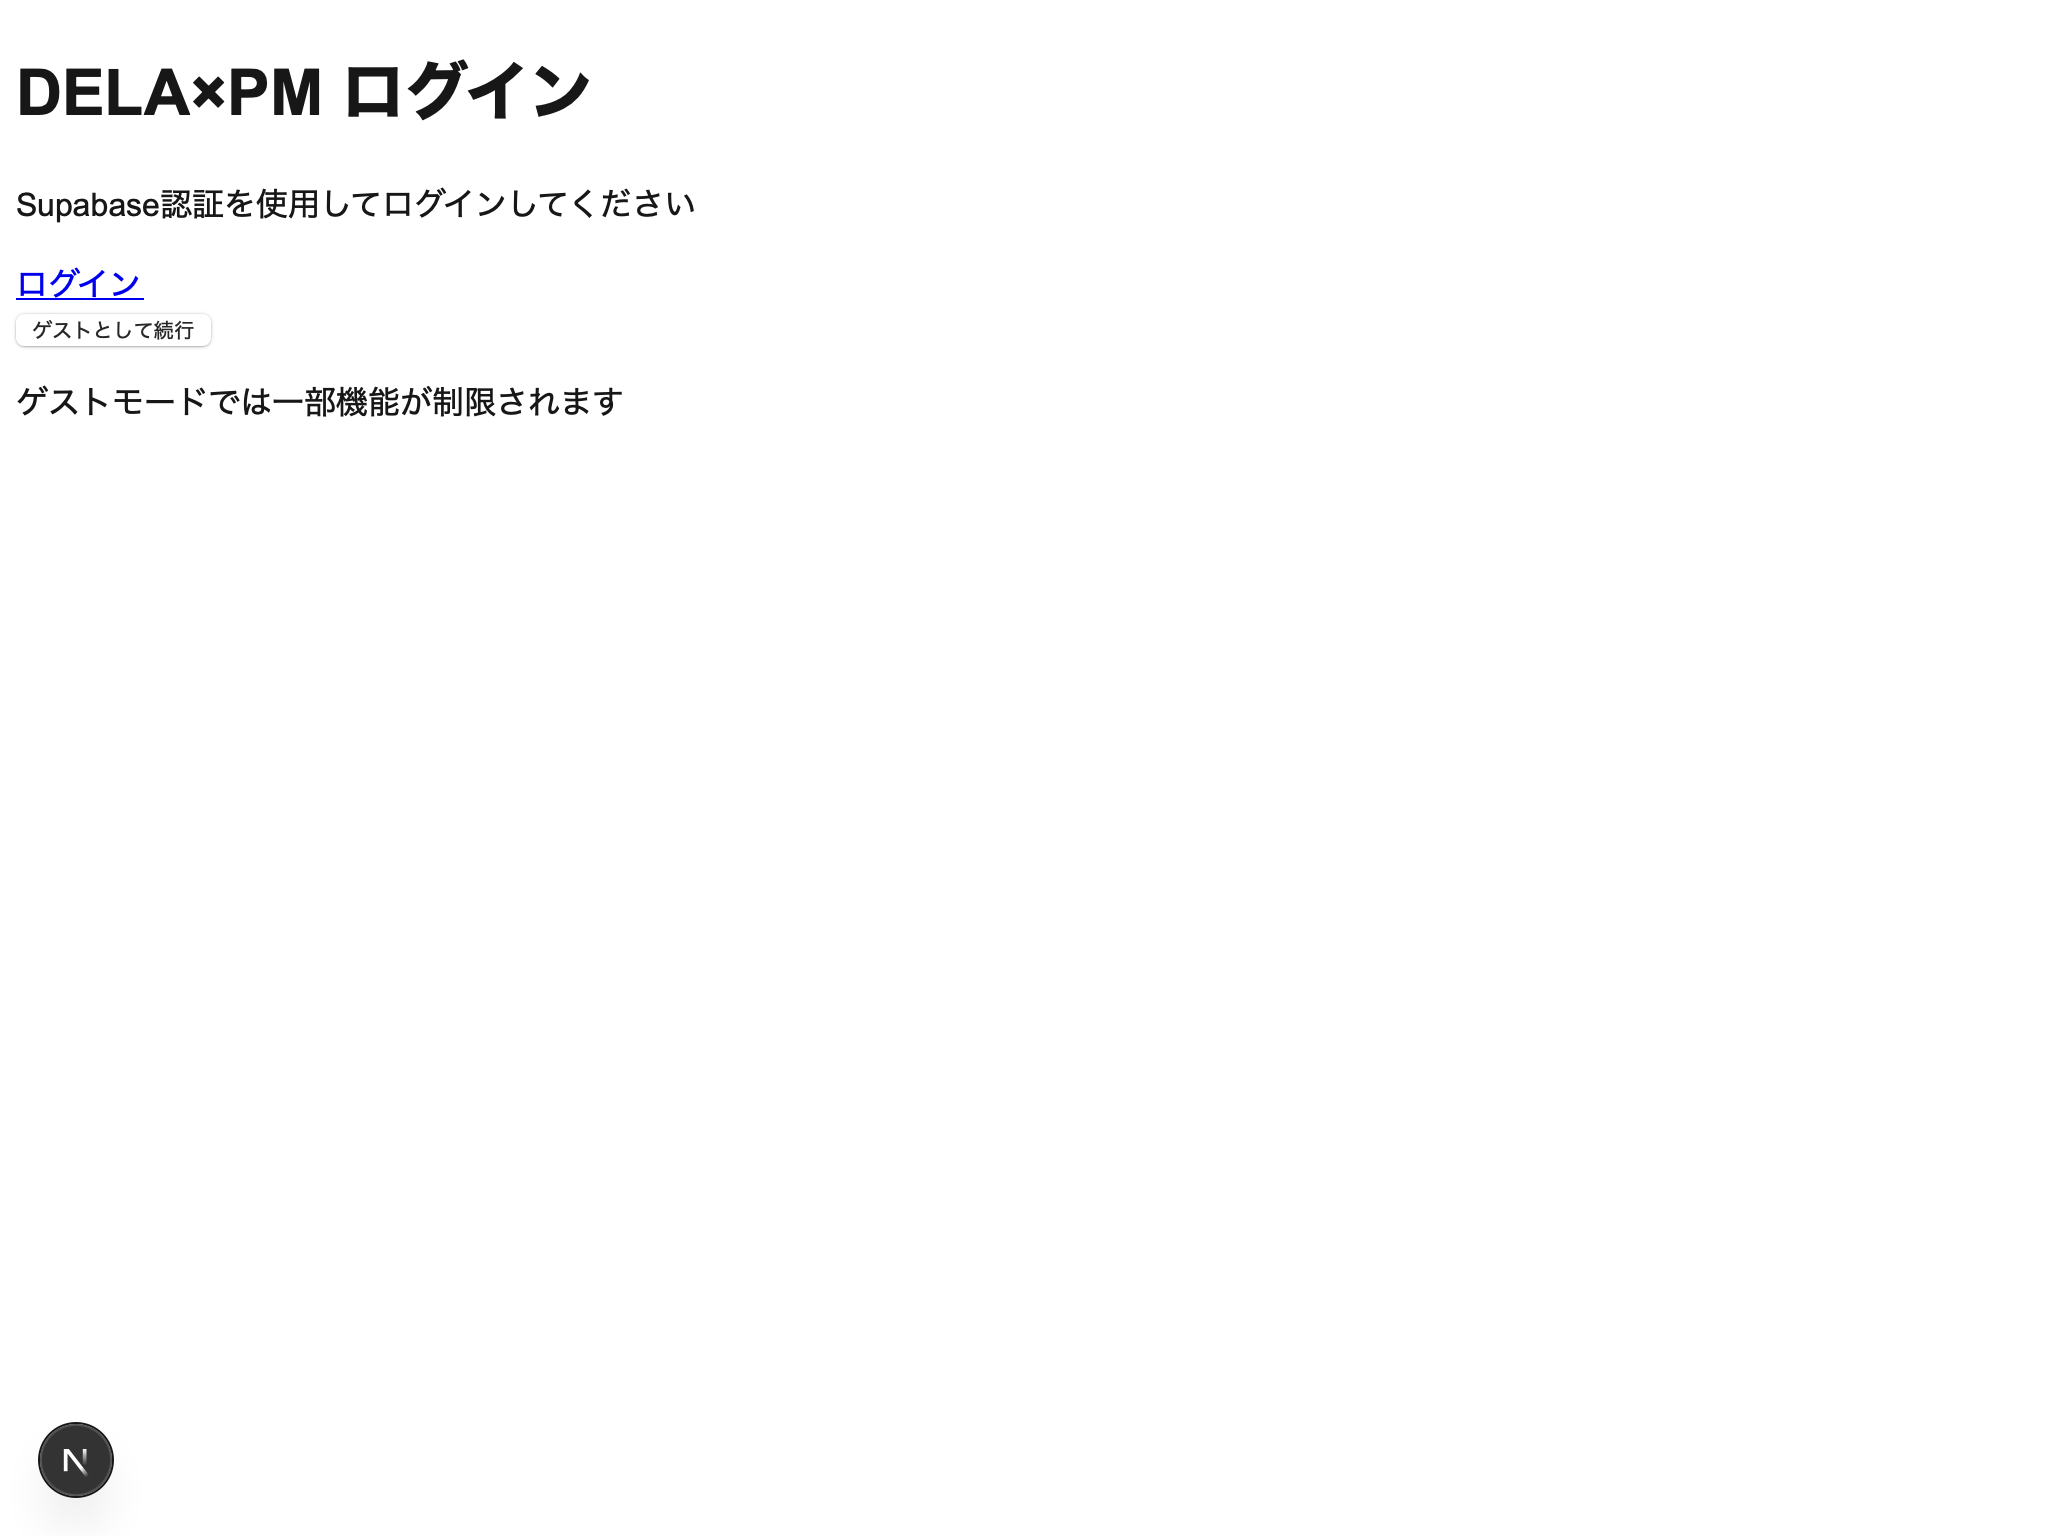 DELA×PM ログイン
Supabase認証を使用してログインしてください
ログイン
ゲストとして続行
ゲストモードでは一部機能が制限されます
N